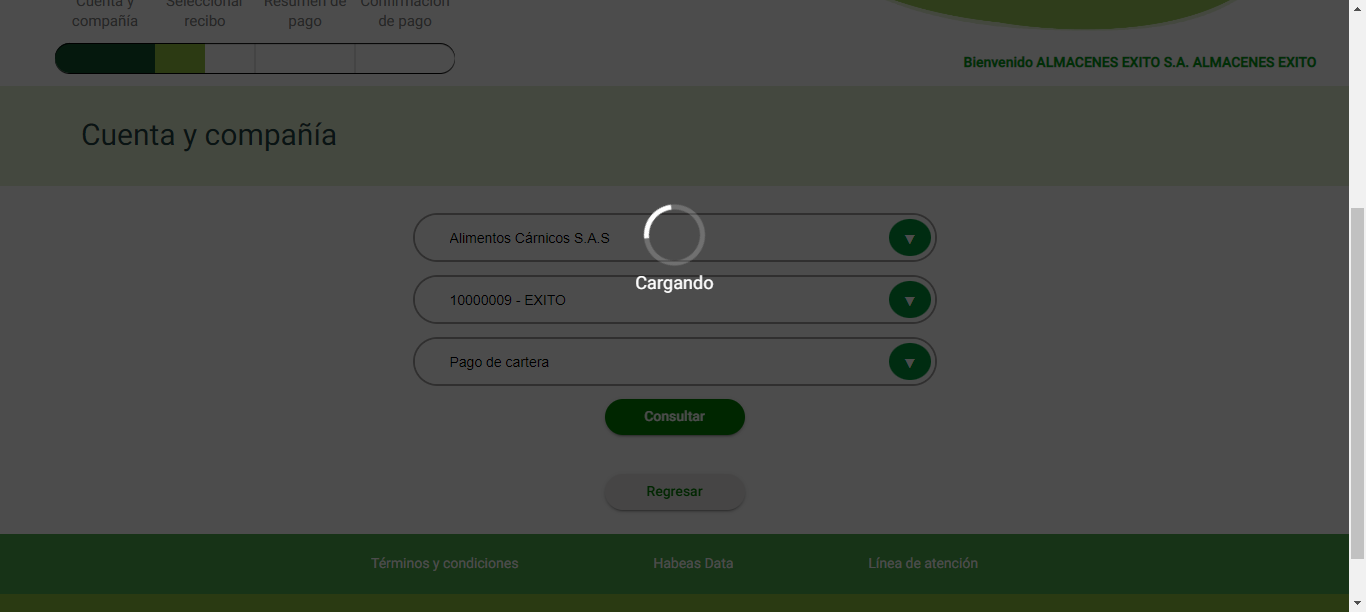 Cuenta y
compañía
Seleccionar
recibo
Resumen de
pago
Confirmación
de pago
Bienvenido ALMACENES EXITO S.A. ALMACENES EXITO
Cuenta y compañía
Alimentos Cárnicos S.A.S
Cargando
10000009 - EXITO
Pago de cartera
Consultar
Regresar
Términos y condiciones
Habeas Data
Línea de atención